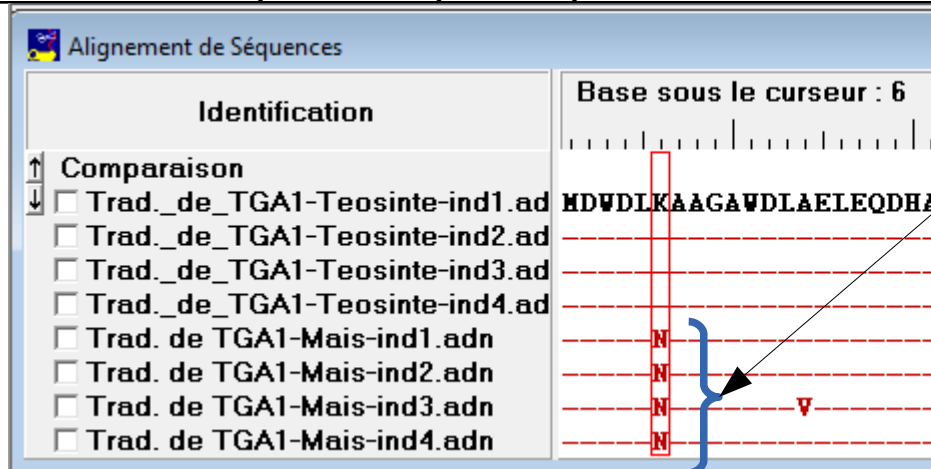 Alignement de Séquences
Identification
Base sous le curseur : 6
Comparaison
Trad._de_TGA1-Teosinte-ind1.ad MDWDLKAAGAWDLAELEQDHA
Trad._de_TGA1-Teosinte-ind2.ad ---------------------
Trad._de_TGA1-Teosinte-ind3.ad ---------------------
Trad._de_TGA1-Teosinte-ind4.ad ---------------------
Trad. de TGA1-Mais-ind1.adn -----N---------------
Trad. de TGA1-Mais-ind2.adn -----N---------------
Trad. de TGA1-Mais-ind3.adn -----N-------V-------
Trad. de TGA1-Mais-ind4.adn -----N---------------